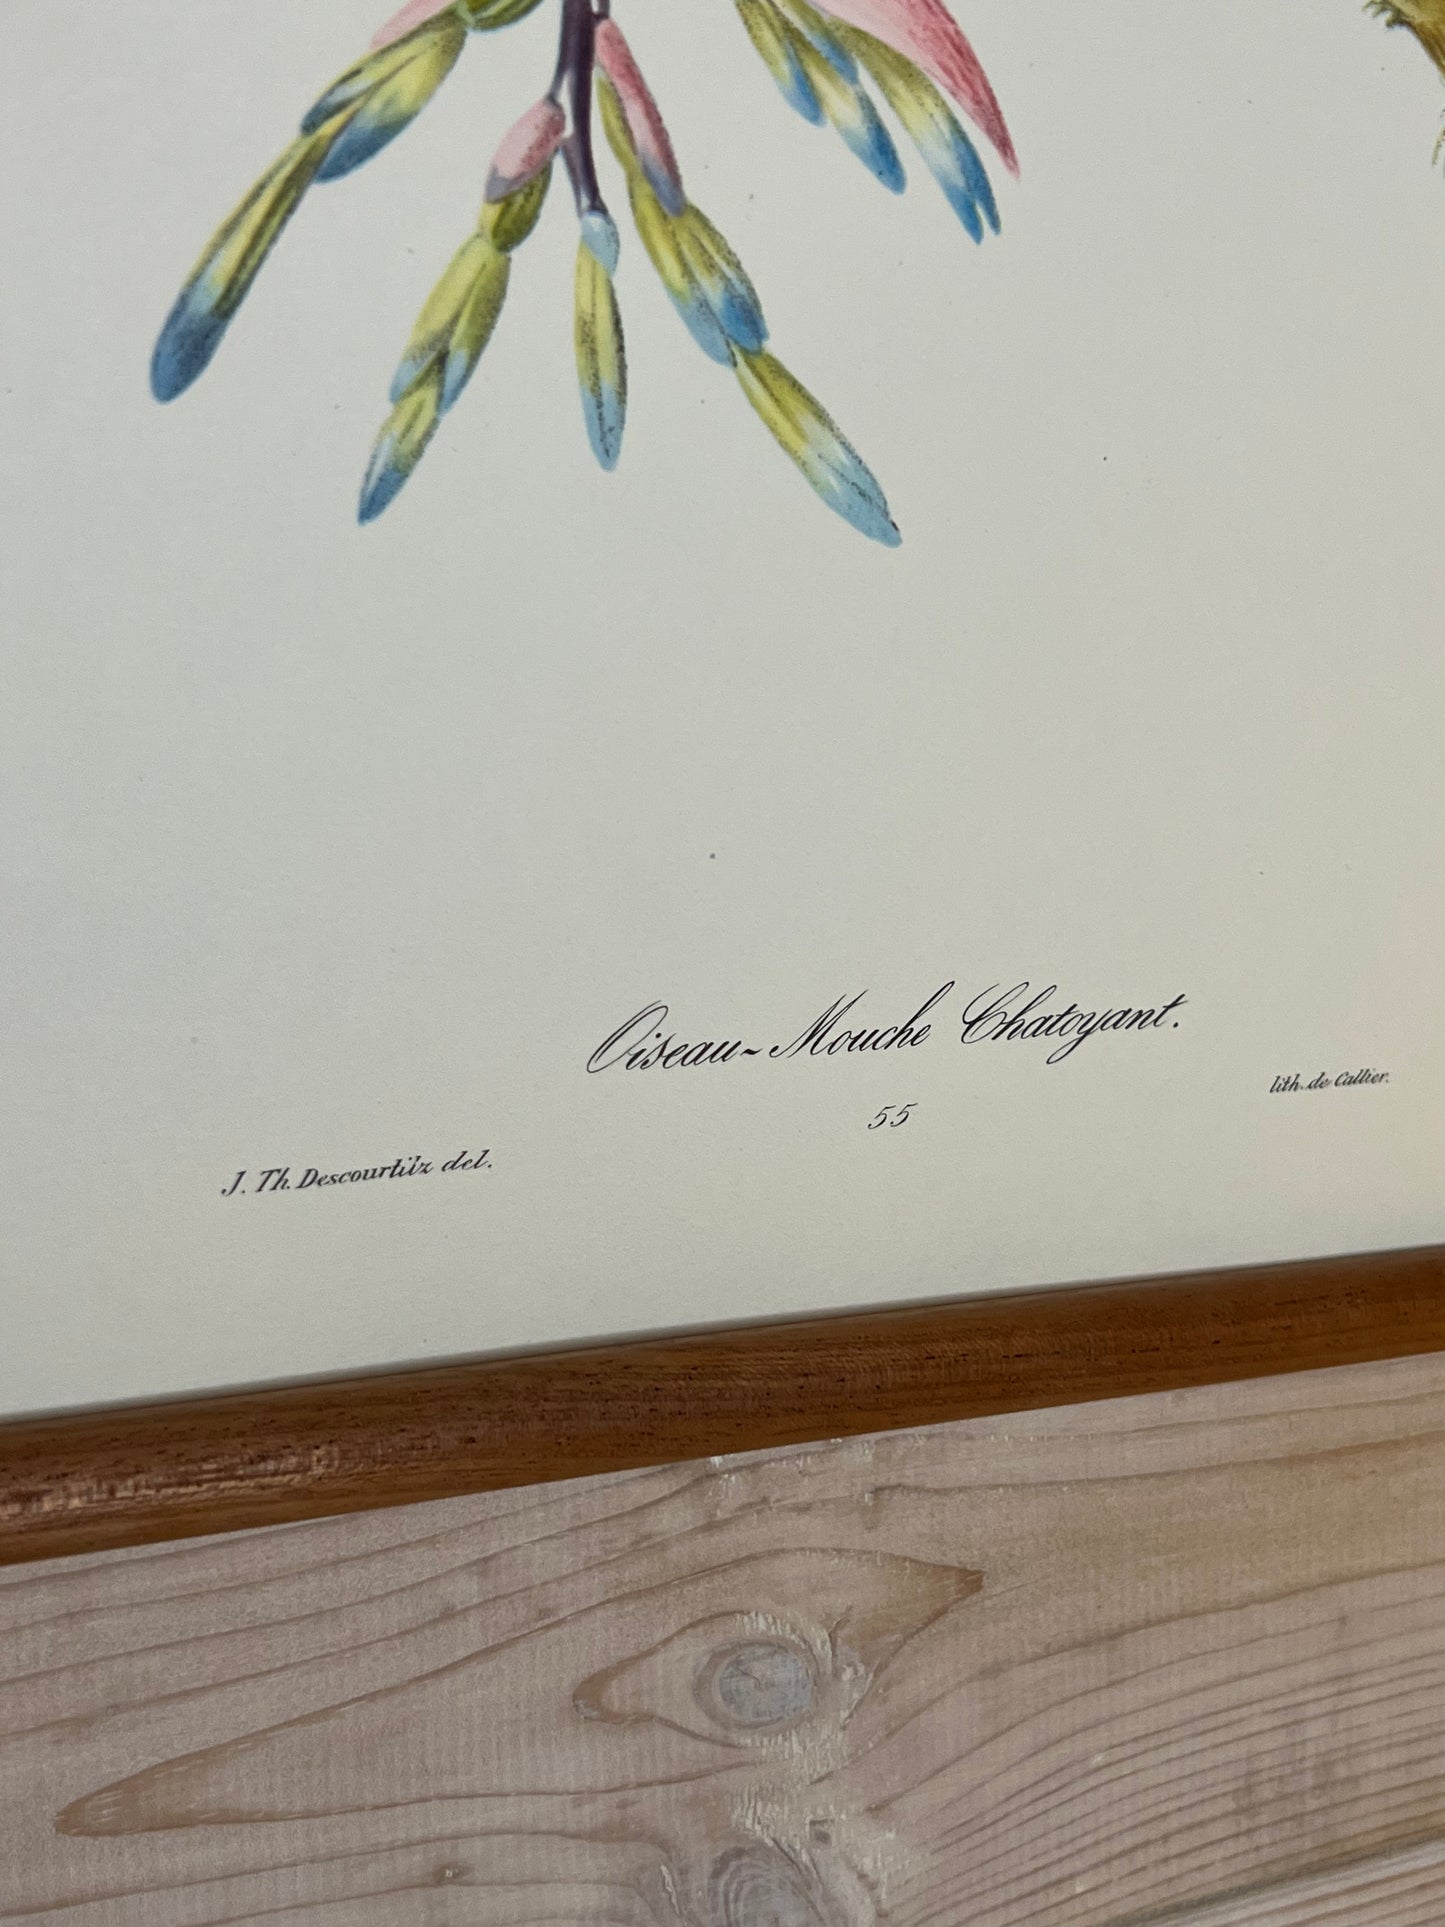 Oiseau-Mouche Chatoyant.
55
J. Th. Descourtilz del.
lith. de Callier.